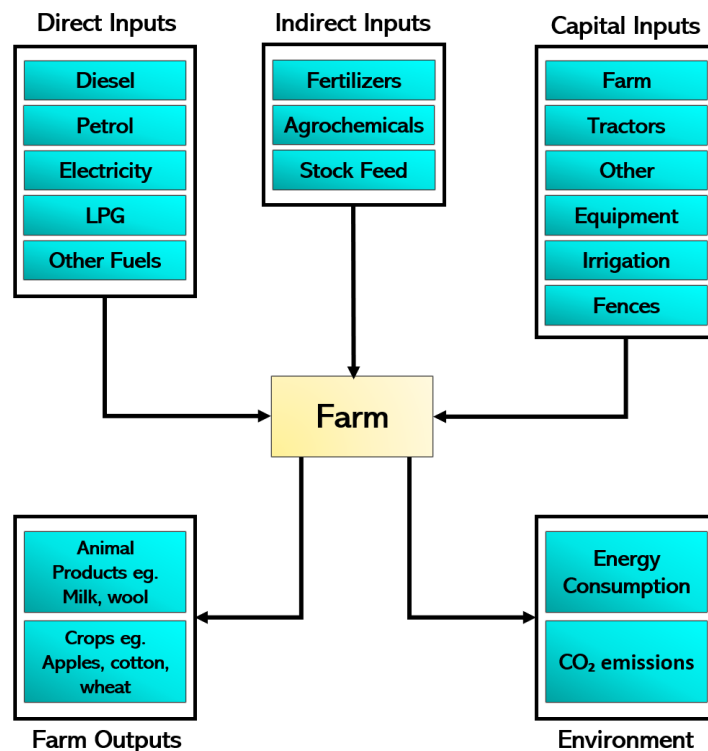 Direct Inputs
Diesel
Petrol
Electricity
LPG
Other Fuels
Indirect Inputs
Fertilizers
Agrochemicals
Stock Feed
Capital Inputs
Farm
Tractors
Other
Equipment
Irrigation
Fences
Farm
Animal
Products eg.
Milk, wool
Crops eg.
Apples, cotton,
wheat
Farm Outputs
Energy
Consumption
CO₂ emissions
Environment